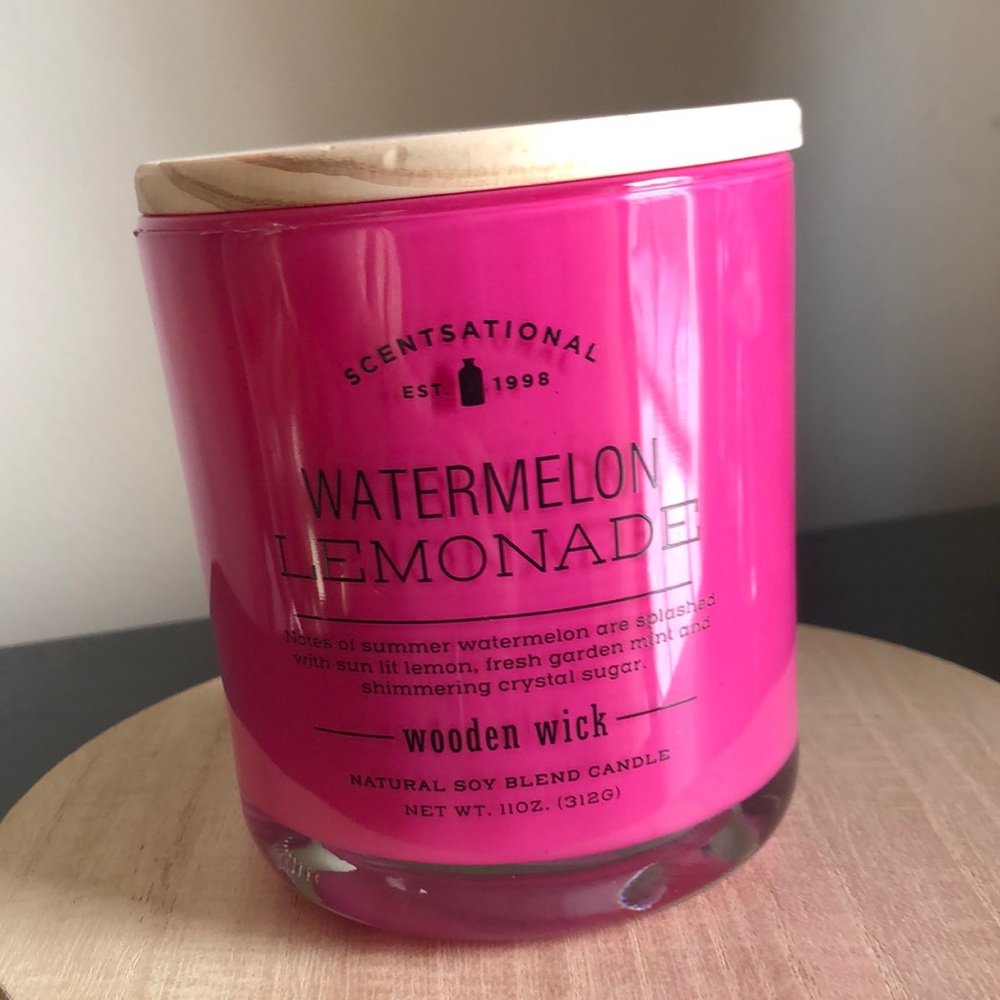 SCENTSATIONAL
EST. 1998
WATERMELON
LEMONADE
Notes of summer watermelon are splashed
with sun lit lemon, fresh garden mint and
shimmering crystal sugar.
wooden wick
NATURAL SOY BLEND CANDLE
NET WT. 11OZ. (312G)